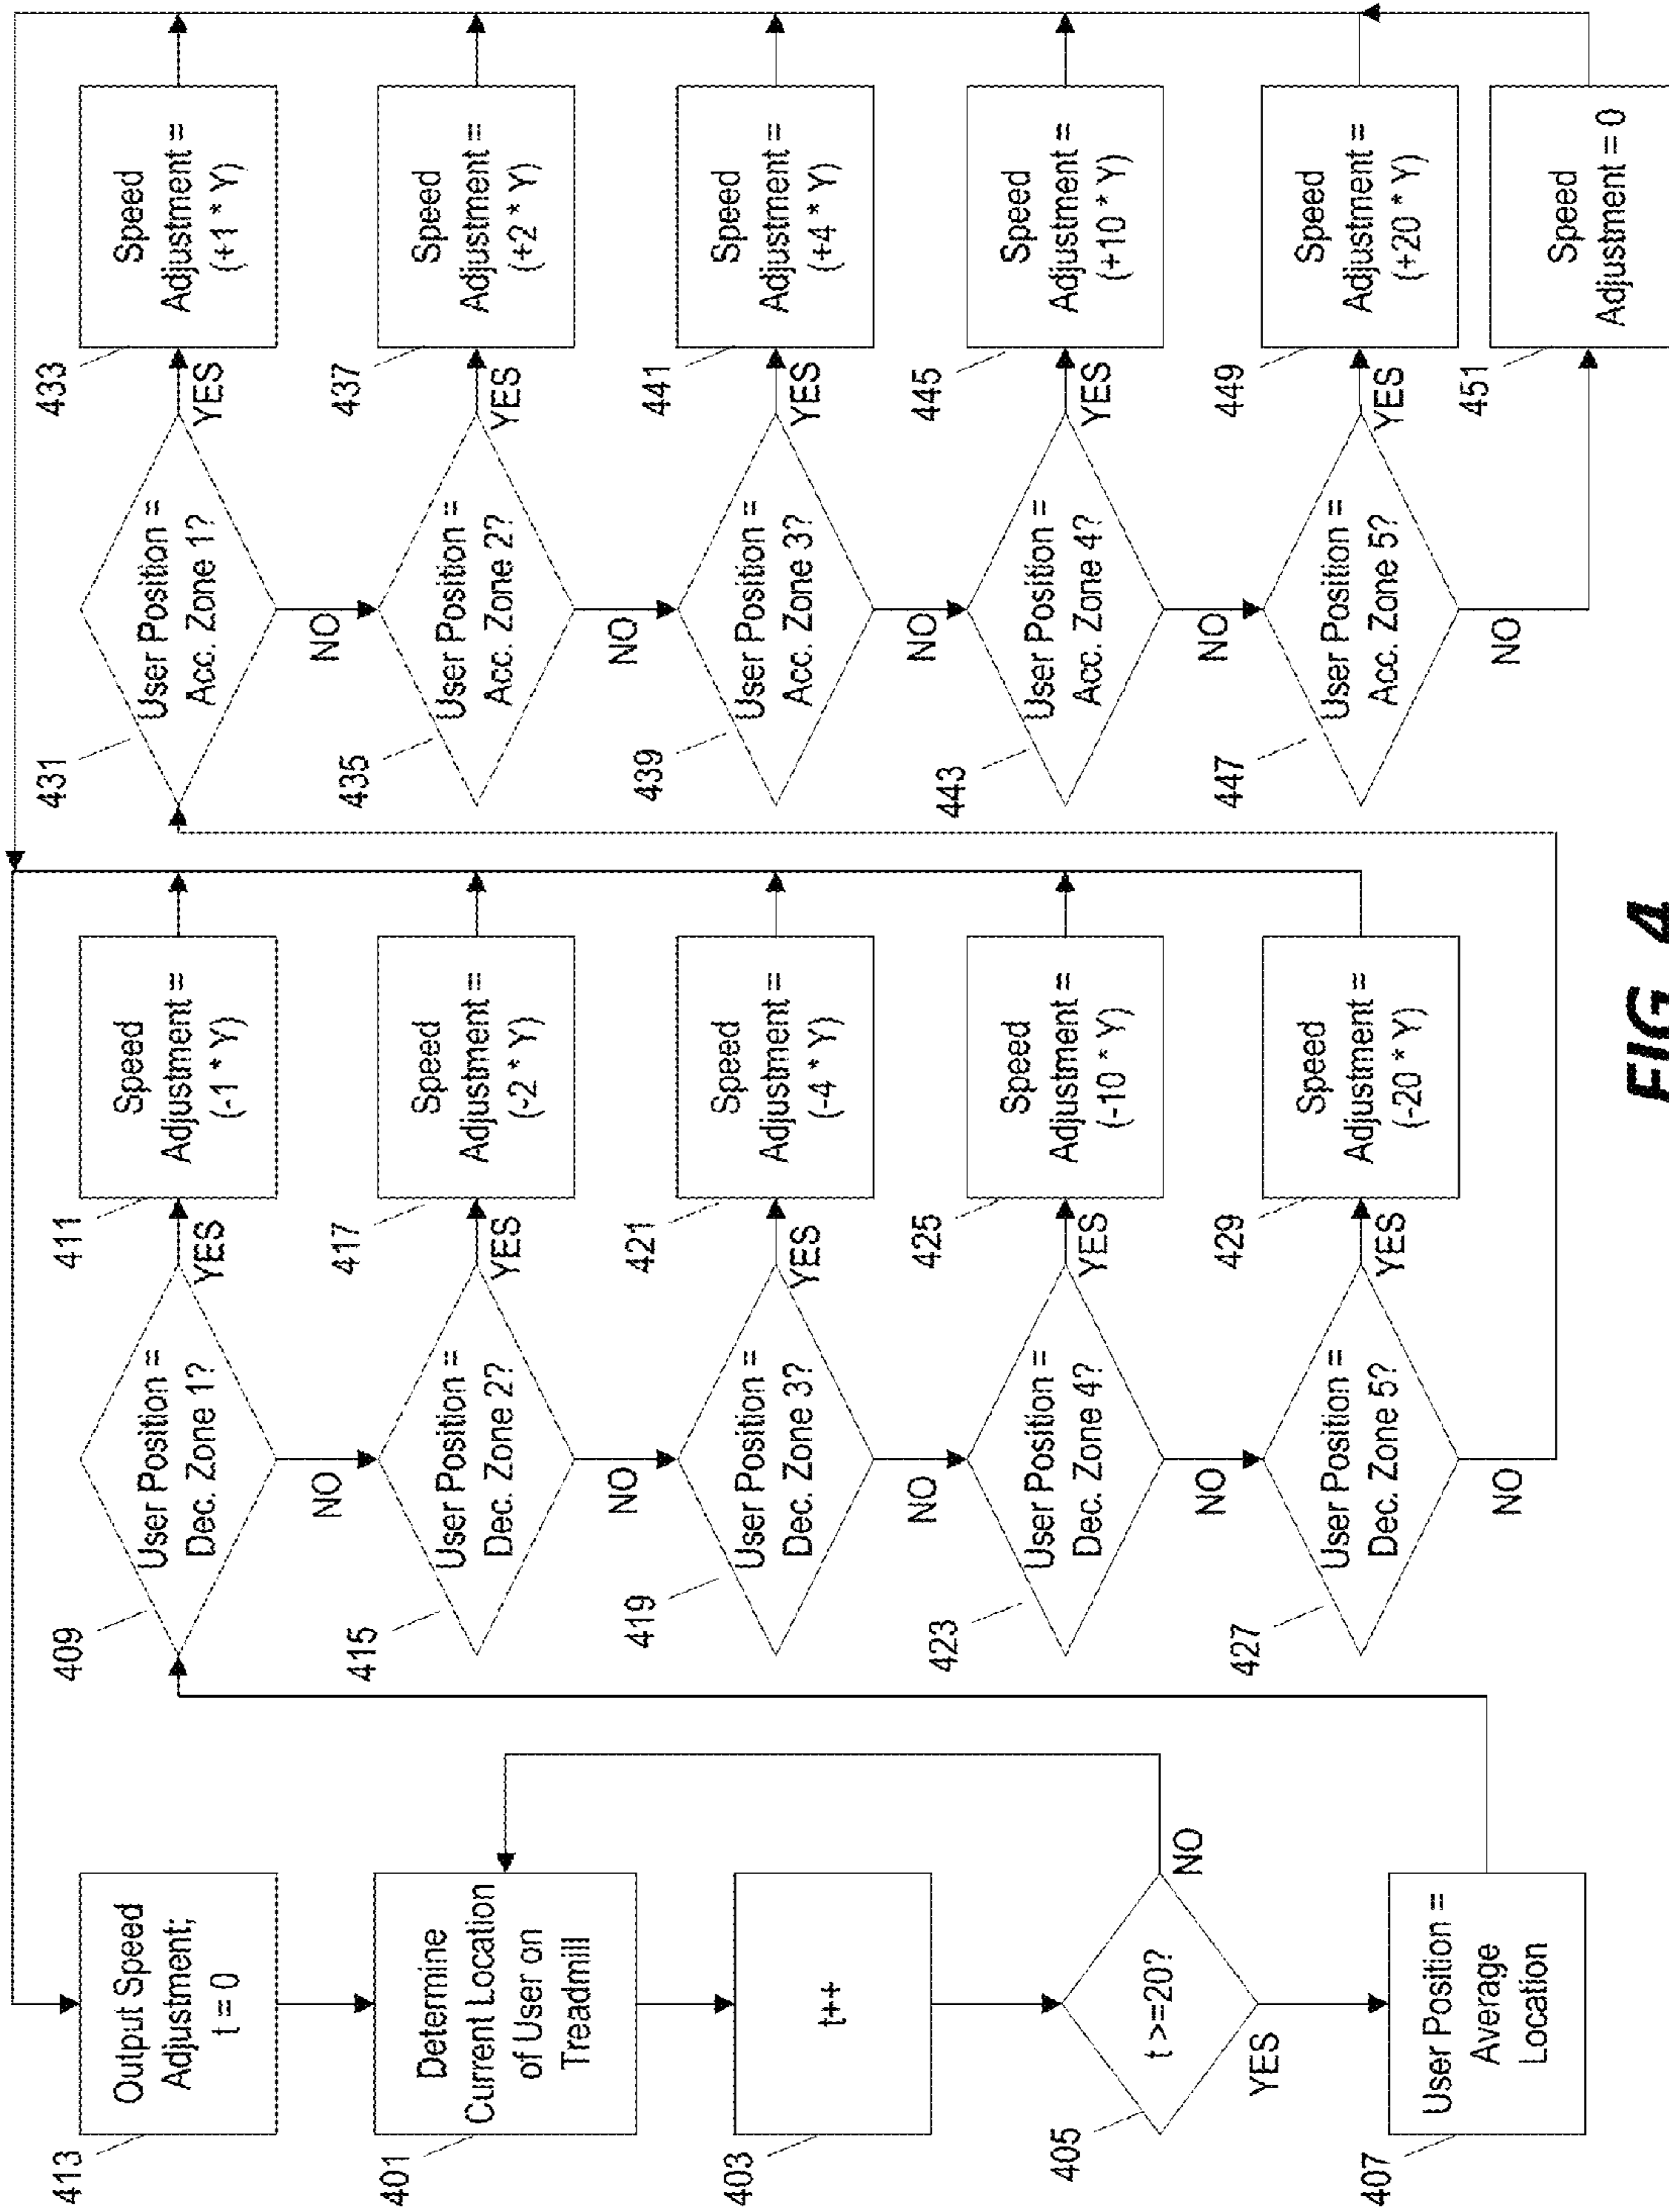 413
Output Speed
Adjustment;
t = 0
401
Determine
Current Location
of User on
Treadmill
403
t++
405
t >=20?
NO
YES
407
User Position =
Average
Location
409
User Position =
Dec. Zone 1?
YES
NO
411
Speed
Adjustment =
(-1 * Y)
415
User Position =
Dec. Zone 2?
YES
NO
417
Speed
Adjustment =
(-2 * Y)
419
User Position =
Dec. Zone 3?
YES
NO
421
Speed
Adjustment =
(-4 * Y)
423
User Position =
Dec. Zone 4?
YES
NO
425
Speed
Adjustment =
(-10 * Y)
427
User Position =
Dec. Zone 5?
YES
NO
429
Speed
Adjustment =
(-20 * Y)
431
User Position =
Acc. Zone 1?
YES
NO
433
Speed
Adjustment =
(+1 * Y)
435
User Position =
Acc. Zone 2?
YES
NO
437
Speed
Adjustment =
(+2 * Y)
439
User Position =
Acc. Zone 3?
YES
NO
441
Speed
Adjustment =
(+4 * Y)
443
User Position =
Acc. Zone 4?
YES
NO
445
Speed
Adjustment =
(+10 * Y)
447
User Position =
Acc. Zone 5?
YES
NO
449
Speed
Adjustment =
(+20 * Y)
451
Speed
Adjustment = 0
FIG. 4